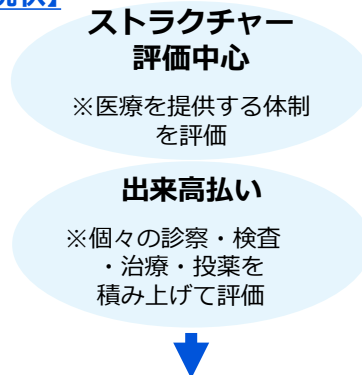 ストラクチャー
評価中心
※医療を提供する体制
を評価
出来高払い
※個々の診察・検査
・治療・投薬を
積み上げて評価